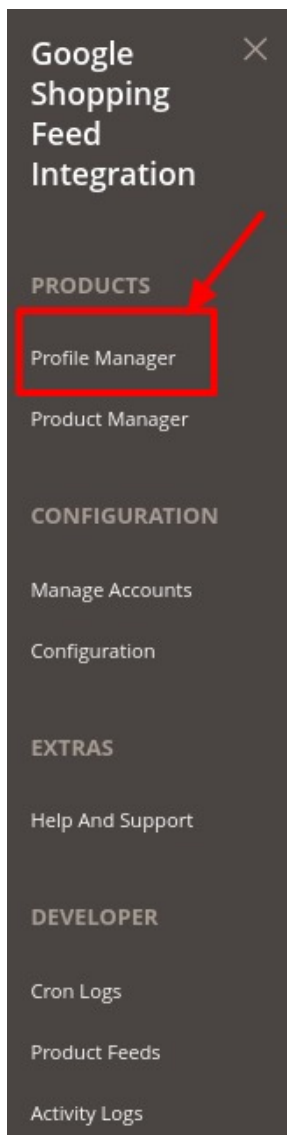 Google
Shopping
Feed
Integration
PRODUCTS
Profile Manager
Product Manager
CONFIGURATION
Manage Accounts
Configuration
EXTRAS
Help And Support
DEVELOPER
Cron Logs
Product Feeds
Activity Logs